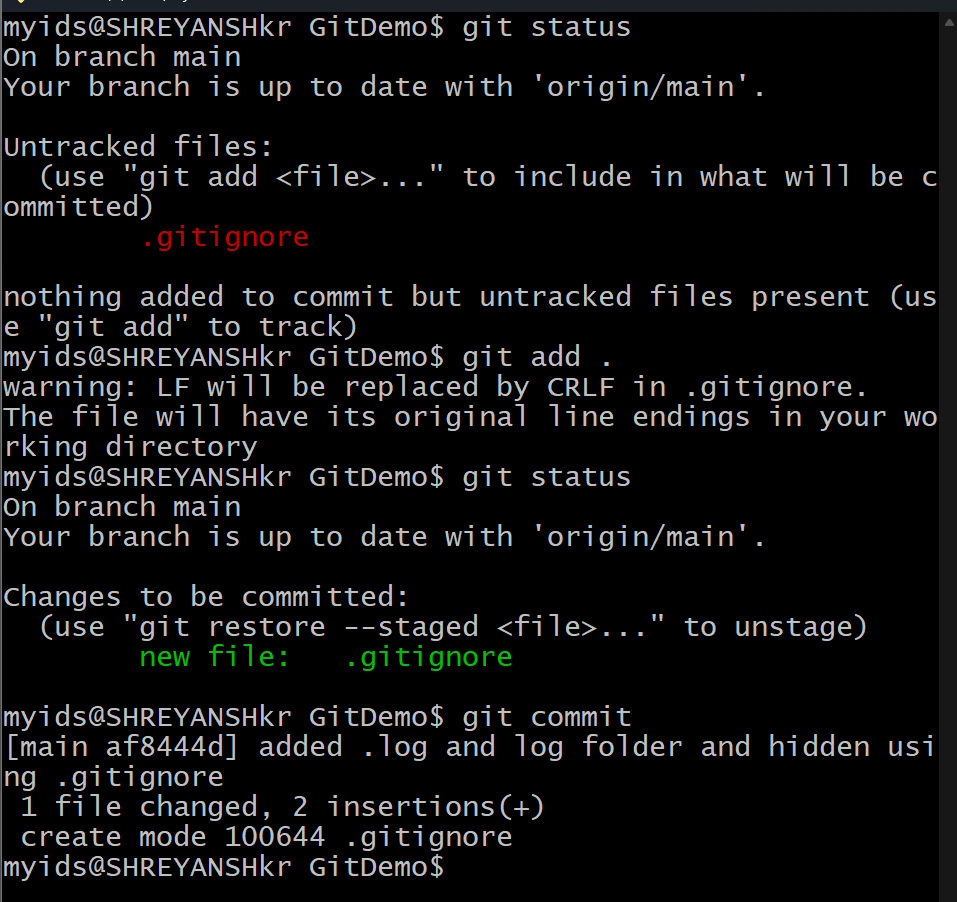 myids@SHREYANSHkr GitDemo$ git status
On branch main
Your branch is up to date with 'origin/main'.
Untracked files:
  (use "git add <file>..." to include in what will be c
ommitted)
        .gitignore
nothing added to commit but untracked files present (us
e "git add" to track)
myids@SHREYANSHkr GitDemo$ git add .
warning: LF will be replaced by CRLF in .gitignore.
The file will have its original line endings in your wo
rking directory
myids@SHREYANSHkr GitDemo$ git status
On branch main
Your branch is up to date with 'origin/main'.
Changes to be committed:
  (use "git restore --staged <file>..." to unstage)
        new file:   .gitignore
myids@SHREYANSHkr GitDemo$ git commit
[main af8444d] added .log and log folder and hidden usi
ng .gitignore
 1 file changed, 2 insertions(+)
 create mode 100644 .gitignore
myids@SHREYANSHkr GitDemo$